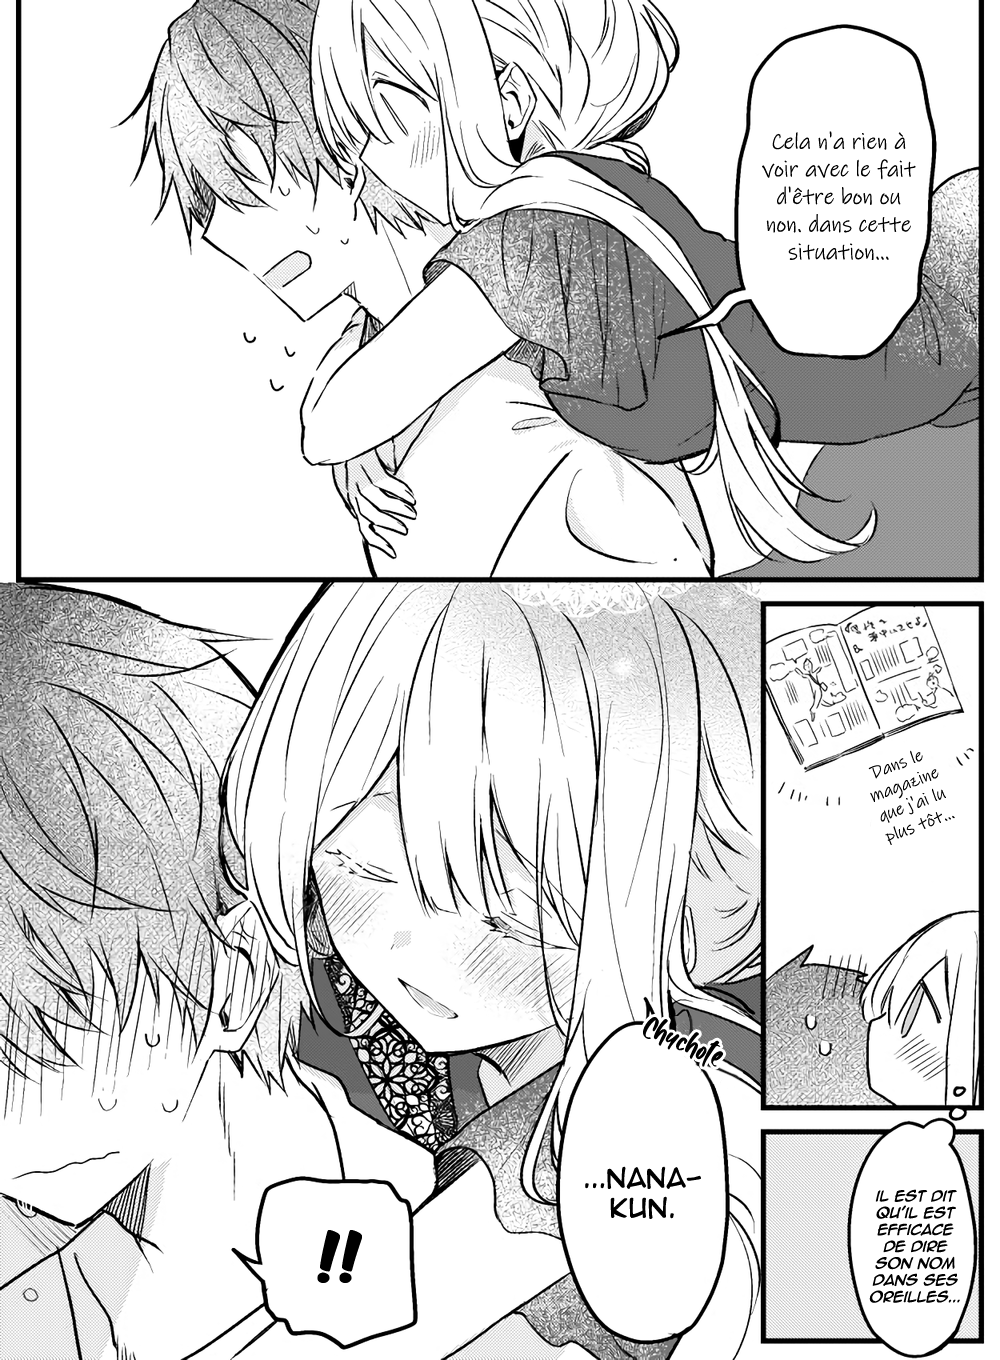 Cela n'a rien à
voir avec le fait
d'être bon ou
non. dans cette
situation...
Dans le
magazine
que j'ai lu
plus tôt...
IL EST DIT
QU'IL EST
EFFICACE
DE DIRE
SON NOM
DANS SES
OREILLES...
Chuchote
...NANA-
KUN.
!!